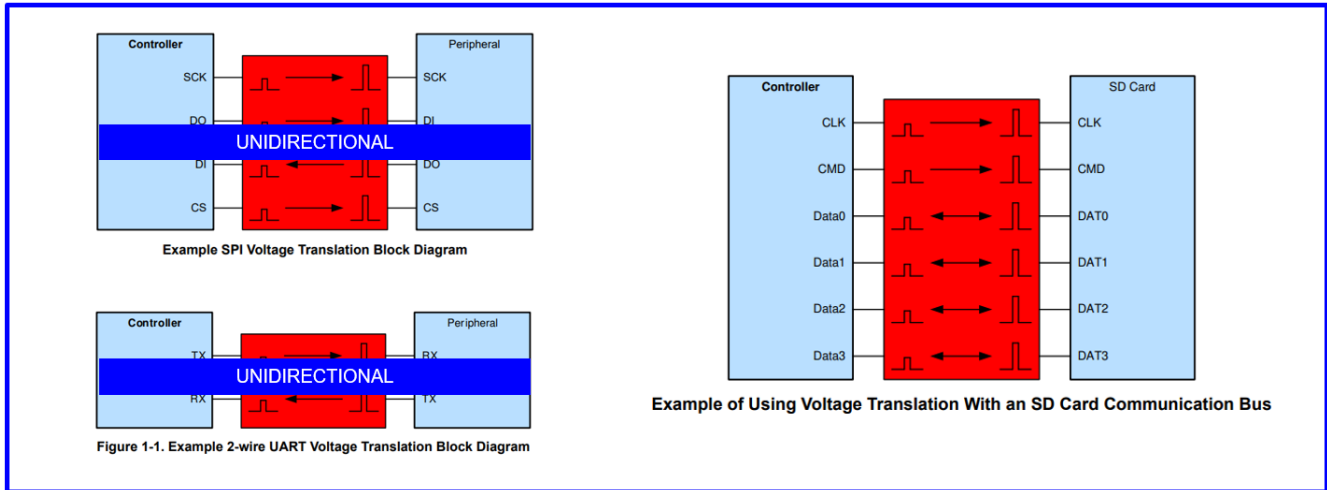 Controller
Peripheral
SCK
SCK
DO
DI
UNIDIRECTIONAL
DI
DO
CS
CS
Example SPI Voltage Translation Block Diagram
Controller
Peripheral
TX
RX
UNIDIRECTIONAL
RX
TX
Figure 1-1. Example 2-wire UART Voltage Translation Block Diagram
Controller
SD Card
CLK
CLK
CMD
CMD
Data0
DAT0
Data1
DAT1
Data2
DAT2
Data3
DAT3
Example of Using Voltage Translation With an SD Card Communication Bus